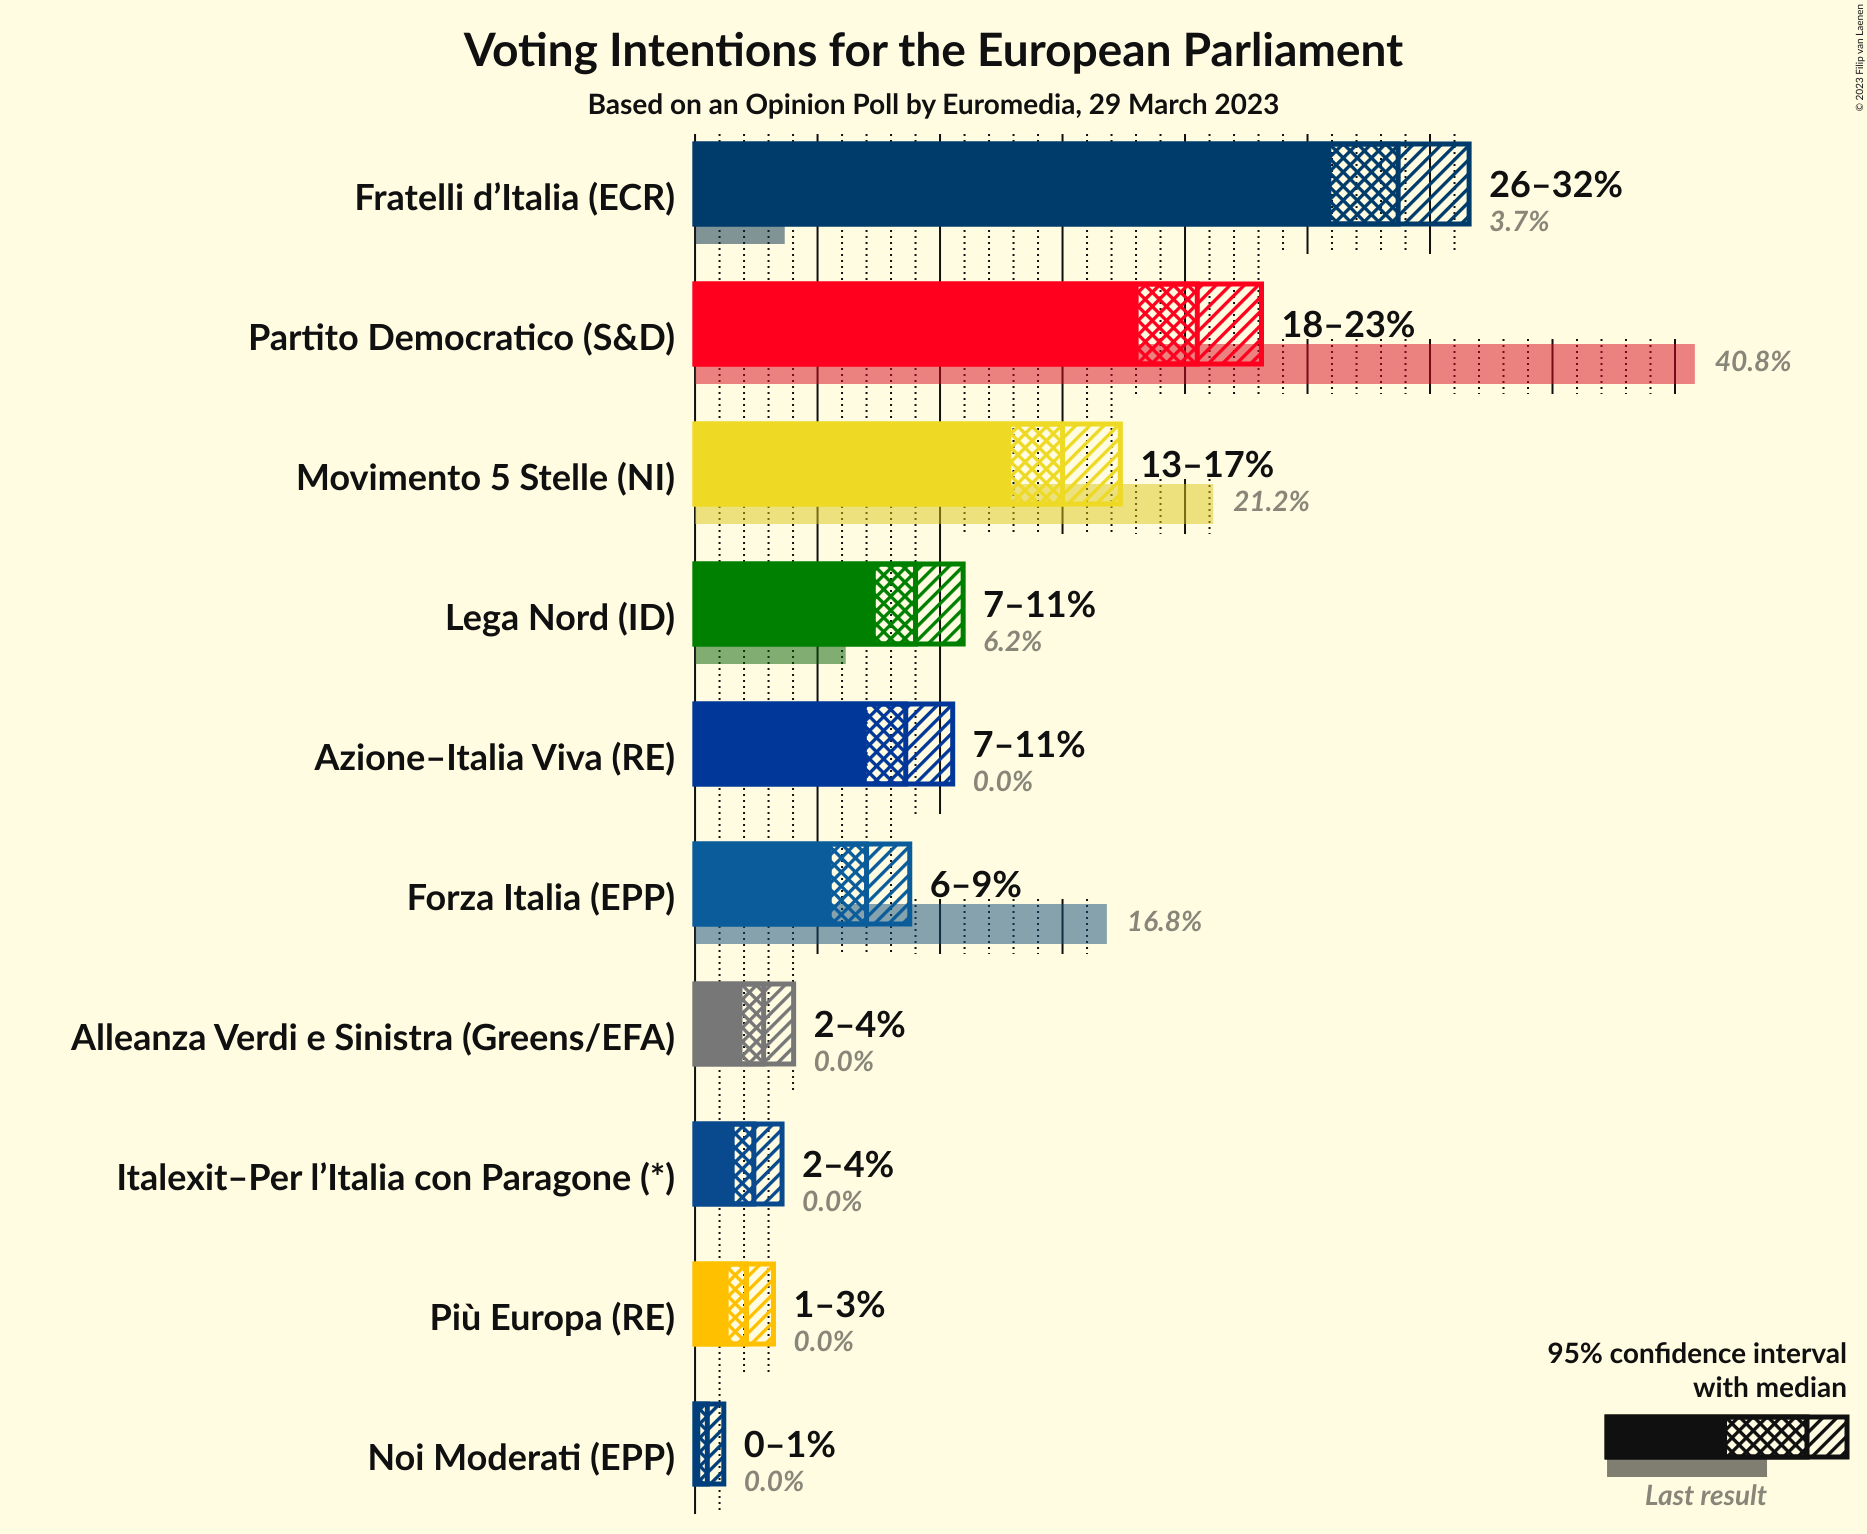 Voting Intentions for the European Parliament
Based on an Opinion Poll by Euromedia, 29 March 2023
© 2023 Filip van Laenen
Fratelli d’Italia (ECR)
26–32%
3.7%
Partito Democratico (S&D)
18–23%
40.8%
Movimento 5 Stelle (NI)
13–17%
21.2%
Lega Nord (ID)
7–11%
6.2%
Azione–Italia Viva (RE)
7–11%
0.0%
Forza Italia (EPP)
6–9%
16.8%
Alleanza Verdi e Sinistra (Greens/EFA)
2–4%
0.0%
Italexit–Per l’Italia con Paragone (*)
2–4%
0.0%
Più Europa (RE)
1–3%
0.0%
Noi Moderati (EPP)
0–1%
0.0%
95% confidence interval
with median
Last result